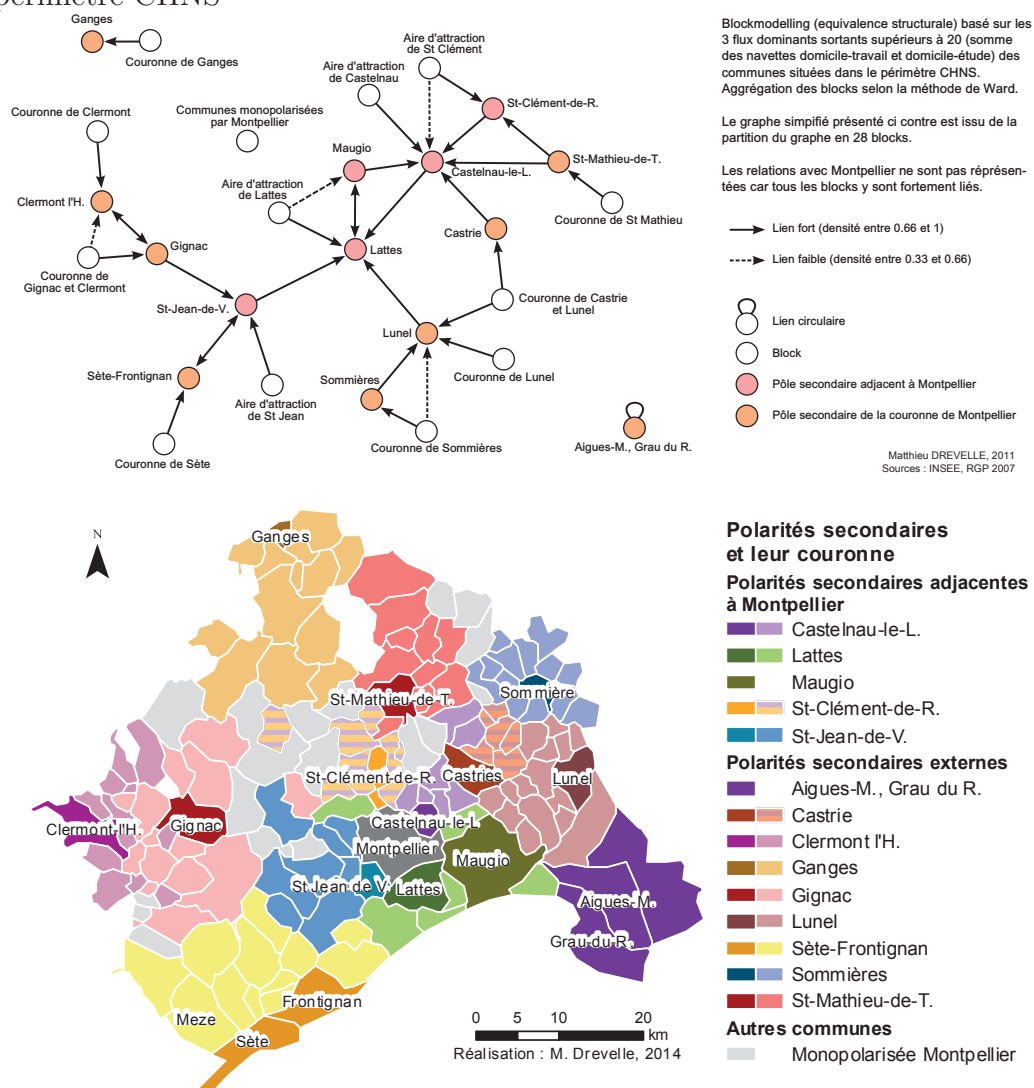 périmètre CHNS
Ganges
Couronne de Ganges
Aire d'attraction
de St Clément
Aire d'attraction
de Castelnau
Couronne de Clermont
Communes monopolarisées
par Montpellier
St-Clément-de-R.
Maugio
Castelnau-le-L.
St-Mathieu-de-T.
Aire d'attraction
de Lattes
Clermont l'H.
Couronne de St Mathieu
Castrie
Gignac
Lattes
Couronne de
Gignac et Clermont
St-Jean-de-V.
Couronne de Castrie
et Lunel
Lunel
Sète-Frontignan
Sommières
Couronne de Lunel
Aire d'attraction
de St Jean
Couronne de Sète
Couronne de Sommières
Aigues-M., Grau du R.
Blockmodelling (equivalence structurale) basé sur les
3 flux dominants sortants supérieurs à 20 (somme
des navettes domicile-travail et domicile-étude) des
communes situées dans le périmètre CHNS.
Aggrégation des blocks selon la méthode de Ward.
Le graphe simplifié présenté ci contre est issu de la
partition du graphe en 28 blocks.
Les relations avec Montpellier ne sont pas réprésen-
tées car tous les blocks y sont fortement liés.
Lien fort (densité entre 0.66 et 1)
Lien faible (densité entre 0.33 et 0.66)
Lien circulaire
Block
Pôle secondaire adjacent à Montpellier
Pôle secondaire de la couronne de Montpellier
Matthieu DREVELLE, 2011
Sources : INSEE, RGP 2007
N
Ganges
St-Mathieu-de-T.
Sommière
St-Clément-de-R.
Castries
Lunel
Clermont-l'H.
Gignac
Castelnau-le-L
Montpellier
Maugio
St Jean de V.
Lattes
Aigues-M.
Grau-du-R.
Frontignan
Meze
Sète
0 5 10 20
km
Réalisation : M. Drevelle, 2014
Polarités secondaires
et leur couronne
Polarités secondaires adjacentes
à Montpellier
Castelnau-le-L.
Lattes
Maugio
St-Clément-de-R.
St-Jean-de-V.
Polarités secondaires externes
Aigues-M., Grau du R.
Castrie
Clermont l'H.
Ganges
Gignac
Lunel
Sète-Frontignan
Sommières
St-Mathieu-de-T.
Autres communes
Monopolarisée Montpellier